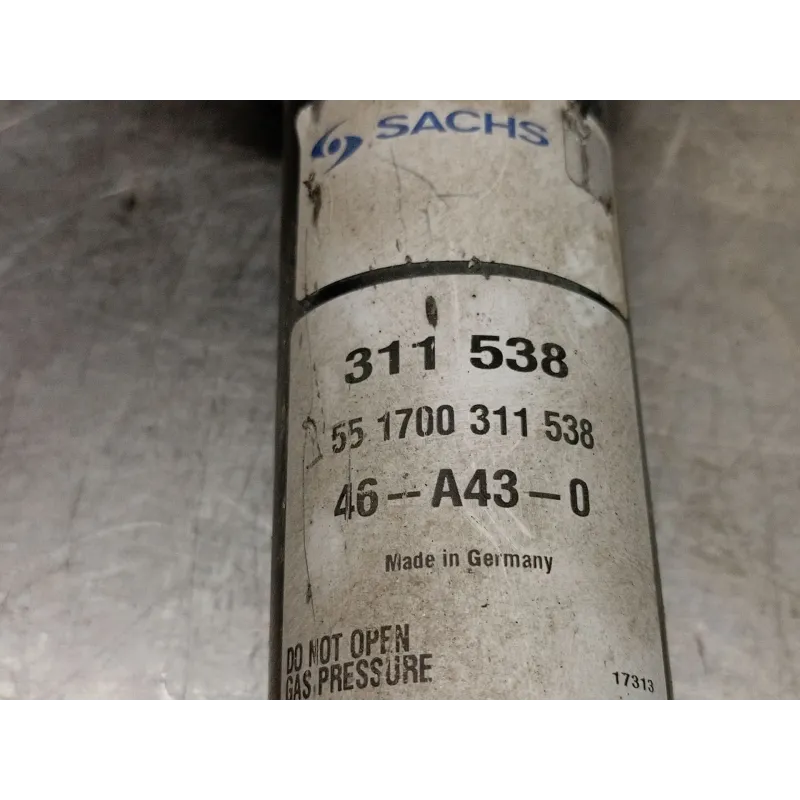 SACHS
311 538
55 1700 311 538
46-A43-0
Made in Germany
DO NOT OPEN
GAS PRESSURE
17313